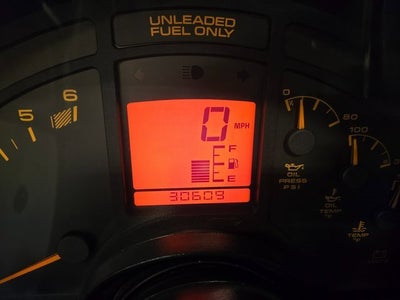 UNLEADED
FUEL ONLY
5 6
0 MPH
F
E
30609
0 80
OIL
PRESS
PSI
100
OIL
TEMP
°F
TEMP
°F